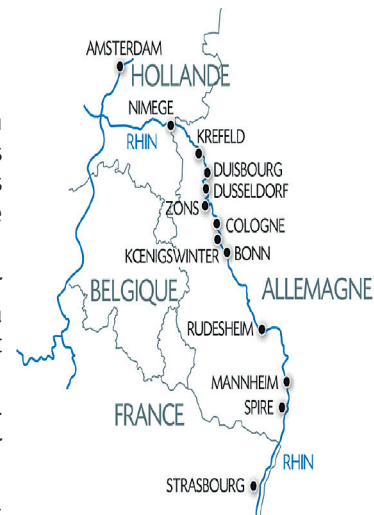 AMSTERDAM
HOLLANDE
NIMEGE
RHIN
KREFELD
DUISBOURG
DUSSELDORF
ZONS
COLOGNE
KŒNIGSWINTER
BONN
BELGIQUE
ALLEMAGNE
RUDESHEIM
MANNHEIM
SPIRE
FRANCE
RHIN
STRASBOURG